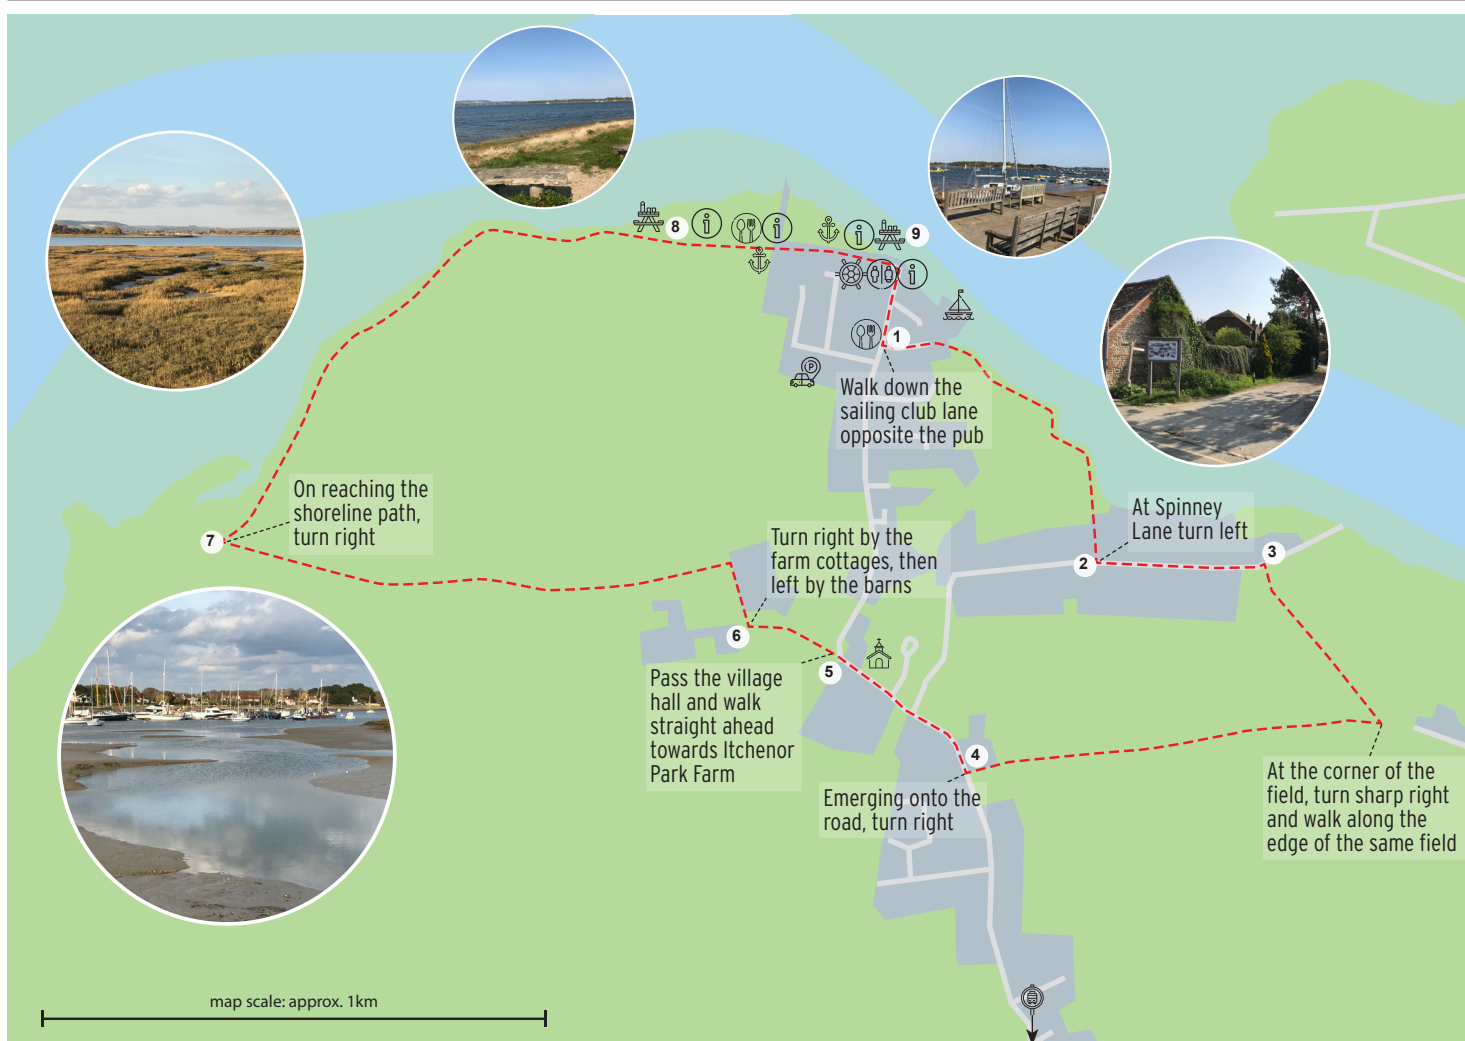 8
9
1
Walk down the
sailing club lane
opposite the pub
P
At Spinney
Lane turn left
2
3
On reaching the
shoreline path,
turn right
7
Turn right by the
farm cottages, then
left by the barns
6
5
Pass the village
hall and walk
straight ahead
towards Itchenor
Park Farm
4
Emerging onto the
road, turn right
At the corner of the
field, turn sharp right
and walk along the
edge of the same field
map scale: approx. 1km